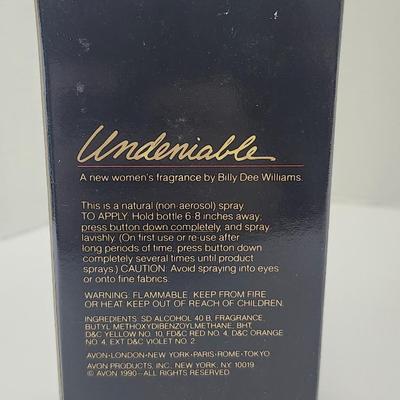 Undeniable
A new women's fragrance by Billy Dee Williams.
This is a natural (non-aerosol) spray.
TO APPLY: Hold bottle 6-8 inches away;
press button down completely, and spray
lavishly. (On first use or re-use after
long periods of time, press button down
completely several times until product
sprays.) CAUTION: Avoid spraying into eyes
or onto fine fabrics.
WARNING: FLAMMABLE. KEEP FROM FIRE
OR HEAT. KEEP OUT OF REACH OF CHILDREN.
INGREDIENTS: SD ALCOHOL 40 B, FRAGRANCE,
BUTYL METHOXYDIBENZOYLMETHANE, BHT,
D&C YELLOW NO. 10, FD&C RED NO. 4, D&C ORANGE
NO. 4, EXT D&C VIOLET NO. 2
AVON•LONDON•NEW YORK•PARIS•ROME•TOKYO
AVON PRODUCTS, INC., NEW YORK, NY 10019
© AVON 1990—ALL RIGHTS RESERVED